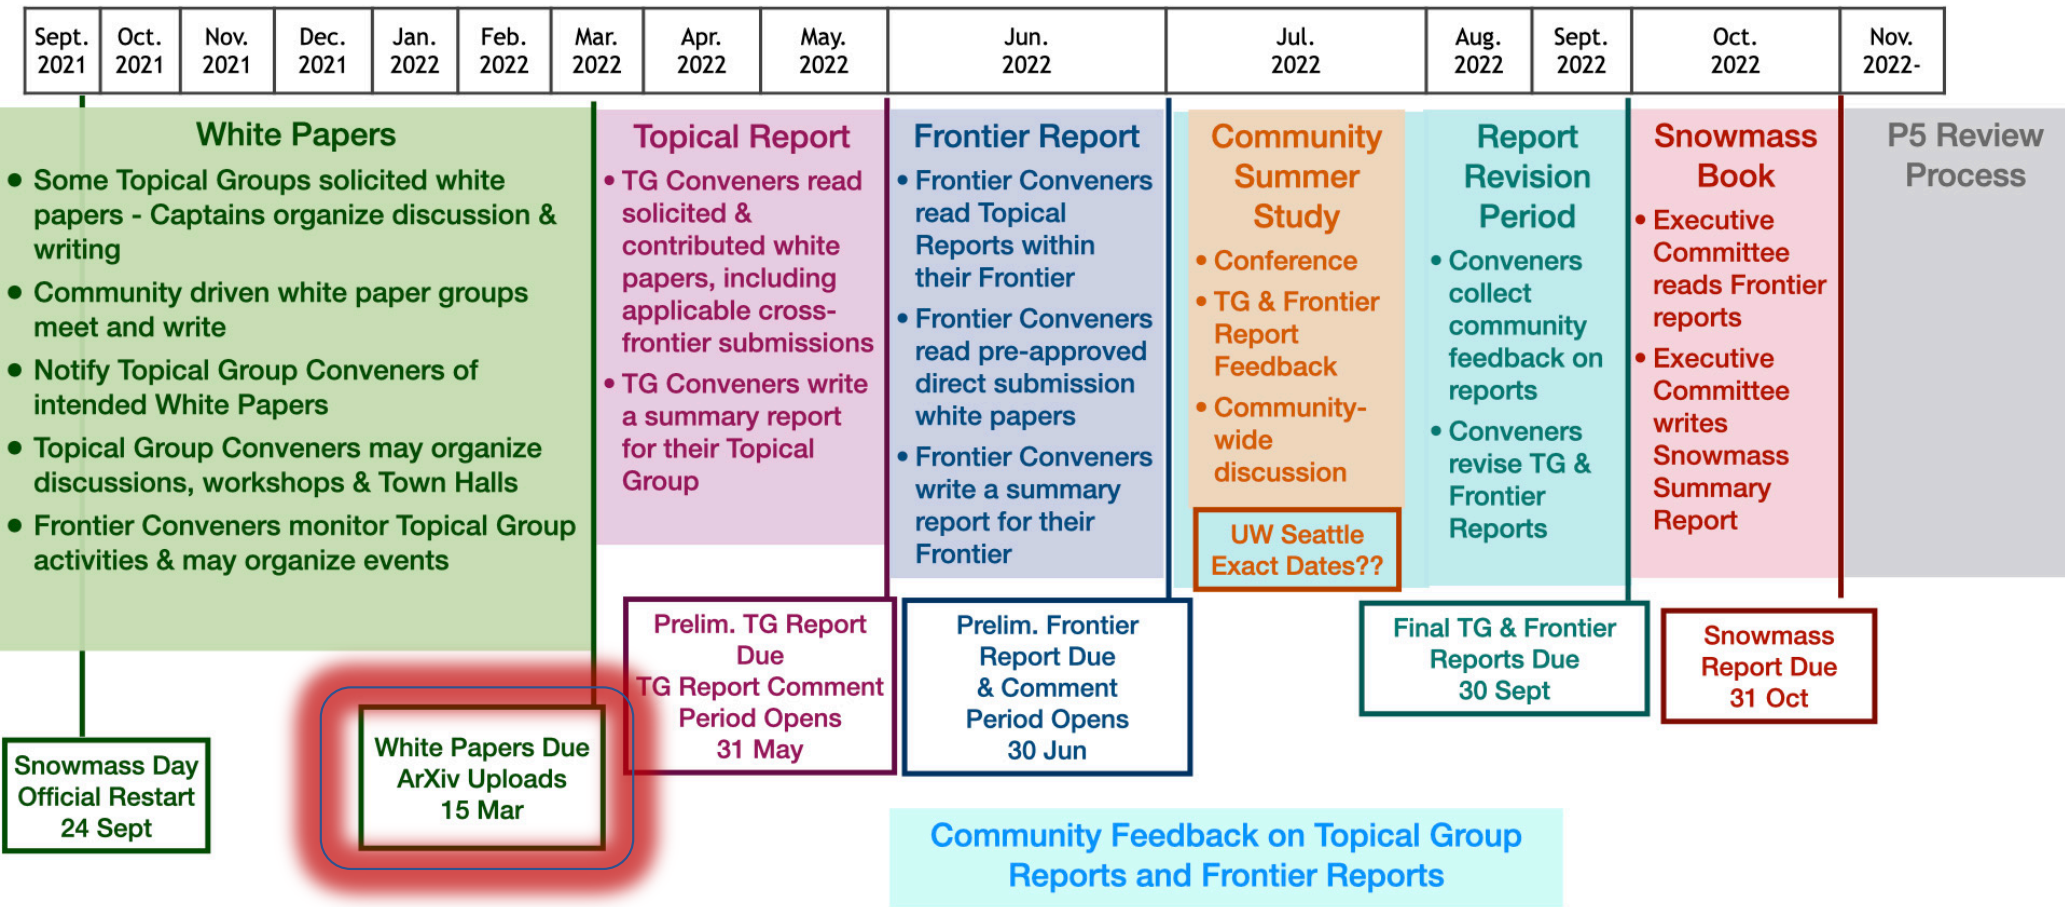 Sept.
2021
Oct.
2021
Nov.
2021
Dec.
2021
Jan.
2022
Feb.
2022
Mar.
2022
Apr.
2022
May.
2022
Jun.
2022
Jul.
2022
Aug.
2022
Sept.
2022
Oct.
2022
Nov.
2022-
White Papers
• Some Topical Groups solicited white
papers - Captains organize discussion &
writing
• Community driven white paper groups
meet and write
• Notify Topical Group Conveners of
intended White Papers
• Topical Group Conveners may organize
discussions, workshops & Town Halls
• Frontier Conveners monitor Topical Group
activities & may organize events
Topical Report
• TG Conveners read
solicited &
contributed white
papers, including
applicable cross-
frontier submissions
• TG Conveners write
a summary report
for their Topical
Group
Frontier Report
• Frontier Conveners
read Topical
Reports within
their Frontier
• Frontier Conveners
read pre-approved
direct submission
white papers
• Frontier Conveners
write a summary
report for their
Frontier
Community
Summer
Study
• Conference
• TG & Frontier
Report
Feedback
• Community-
wide
discussion
UW Seattle
Exact Dates??
Report
Revision
Period
• Conveners
collect
community
feedback on
reports
• Conveners
revise TG &
Frontier
Reports
Snowmass
Book
• Executive
Committee
reads Frontier
reports
• Executive
Committee
writes
Snowmass
Summary
Report
P5 Review
Process
Snowmass Day
Official Restart
24 Sept
White Papers Due
ArXiv Uploads
15 Mar
Prelim. TG Report
Due
TG Report Comment
Period Opens
31 May
Prelim. Frontier
Report Due
& Comment
Period Opens
30 Jun
Final TG & Frontier
Reports Due
30 Sept
Snowmass
Report Due
31 Oct
Community Feedback on Topical Group
Reports and Frontier Reports